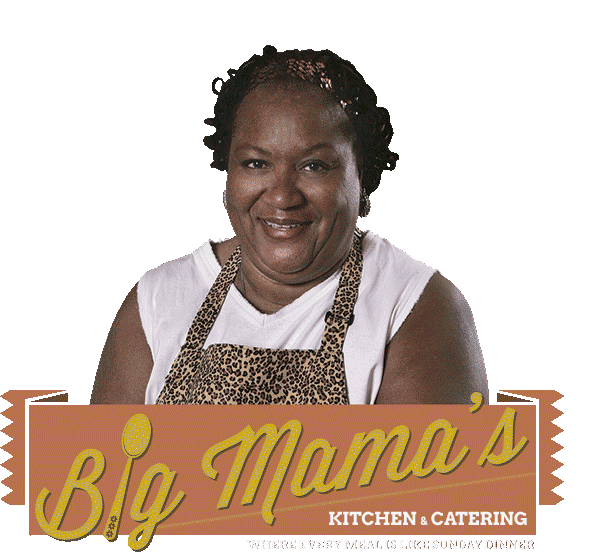 Big Mama's
KITCHEN & CATERING
WHERE EVERY MEAL IS LIKE SUNDAY DINNER